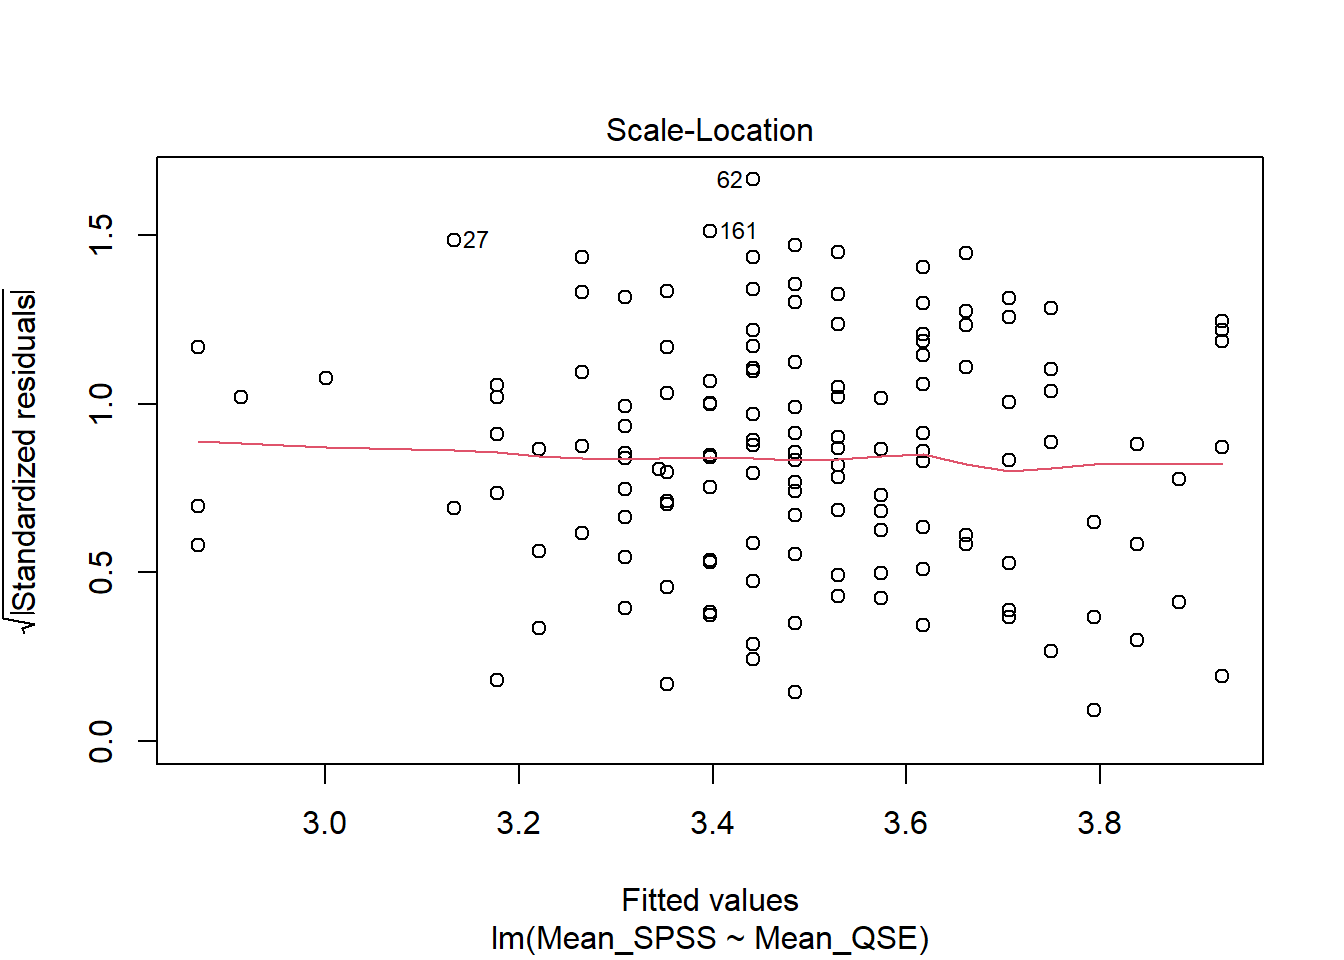 Scale-Location
√|Standardized residuals|
1.5
1.0
0.5
0.0
62
161
27
3.0 3.2 3.4 3.6 3.8
Fitted values
lm(Mean_SPSS ~ Mean_QSE)